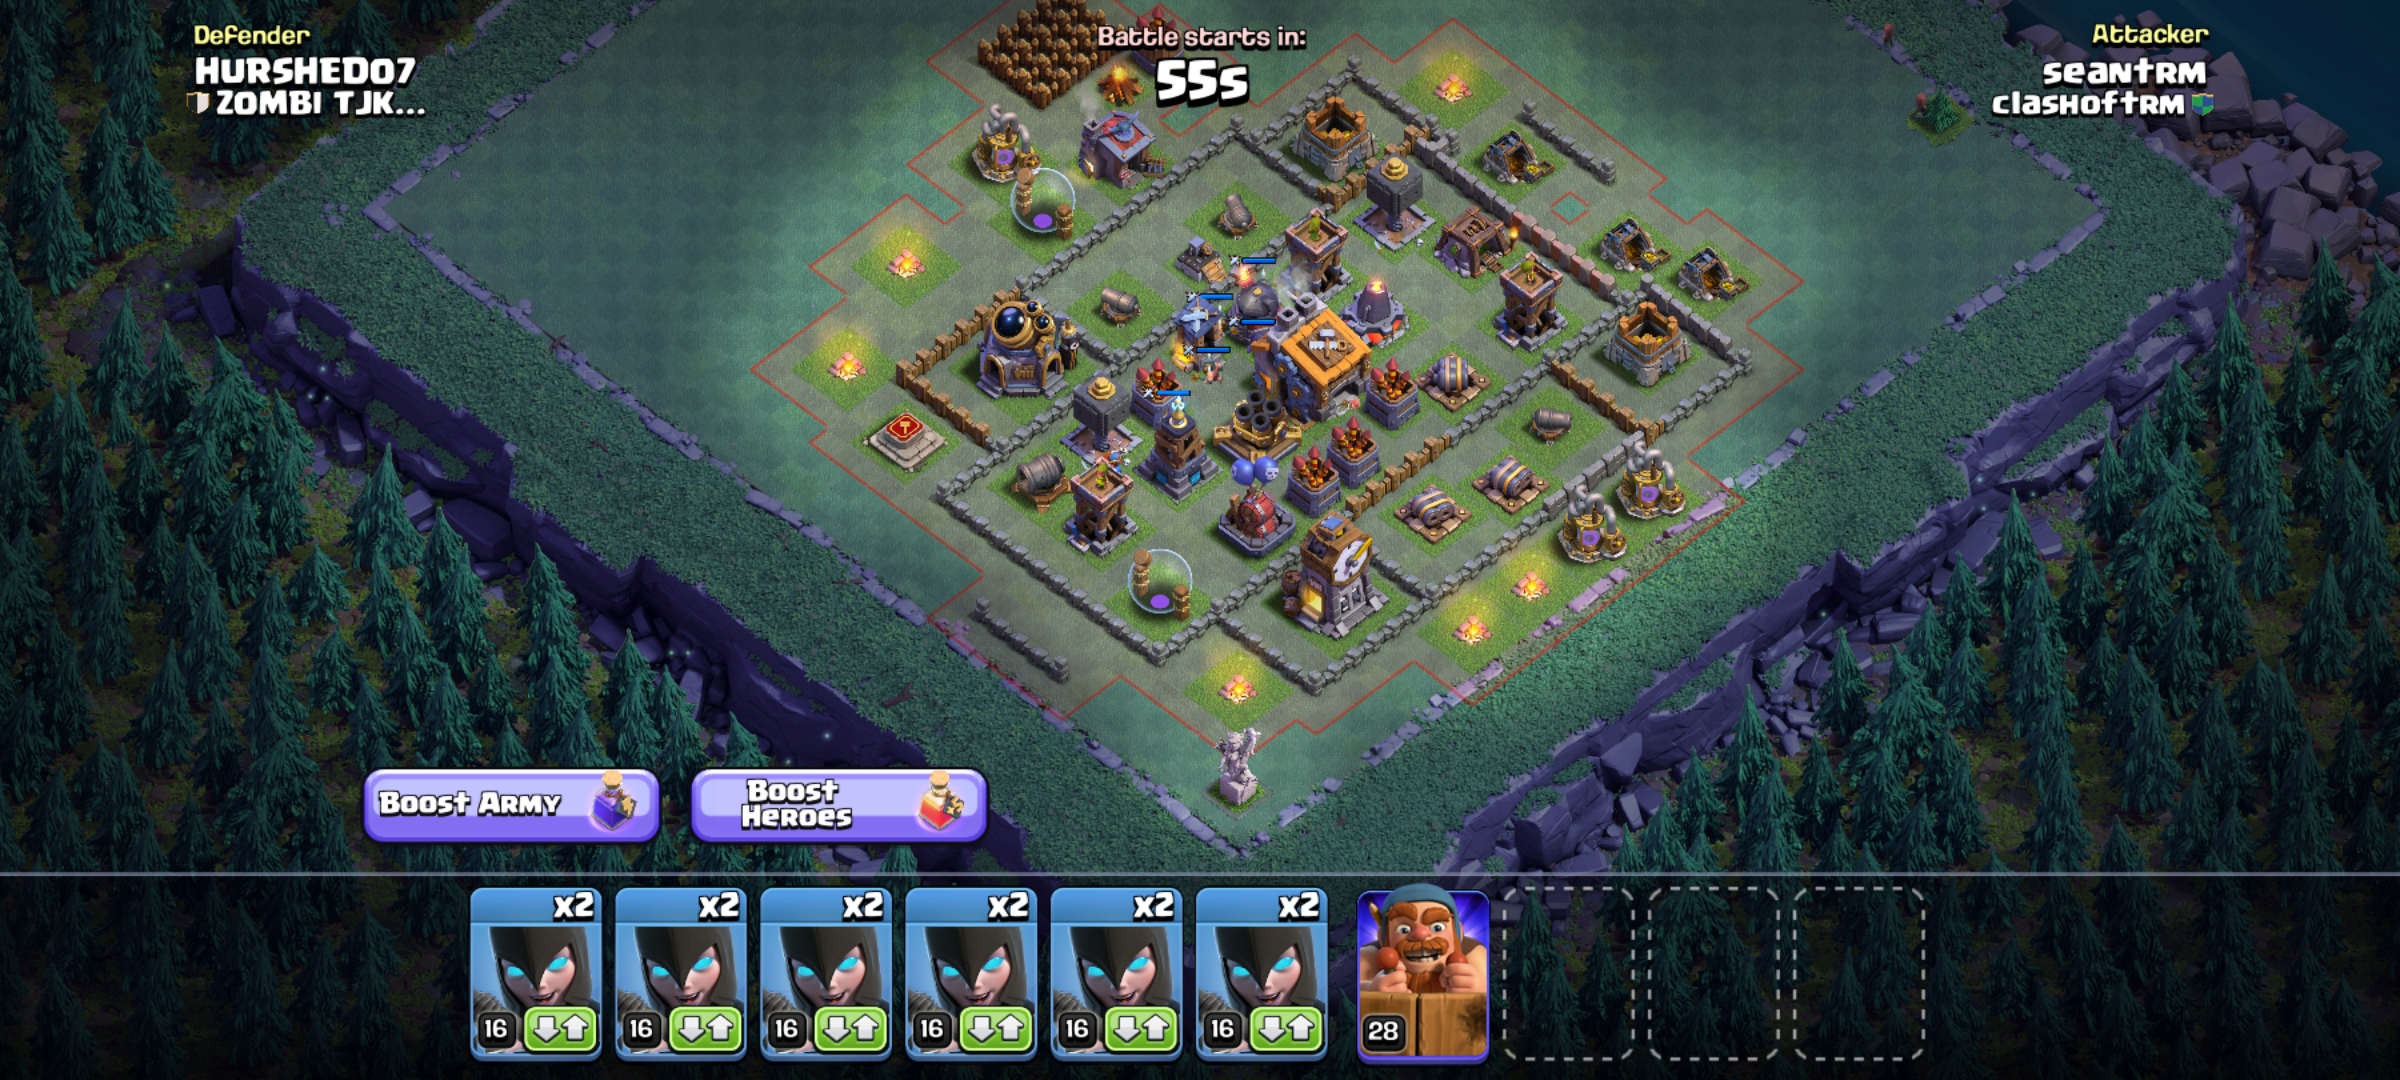 Defender
HURSHED07
ZOMBI TJK...
Battle starts in:
55s
Attacker
seantRM
clashoftRM
Boost Army
Boost
Heroes
x2
x2
x2
x2
x2
x2
16
16
16
16
16
16
28